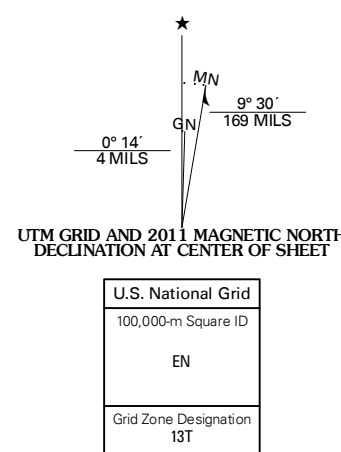 ★
MN
GN
9° 30´
169 MILS
0° 14´
4 MILS
UTM GRID AND 2011 MAGNETIC NORTH
DECLINATION AT CENTER OF SHEET
U.S. National Grid
100,000-m Square ID
EN
Grid Zone Designation
13T